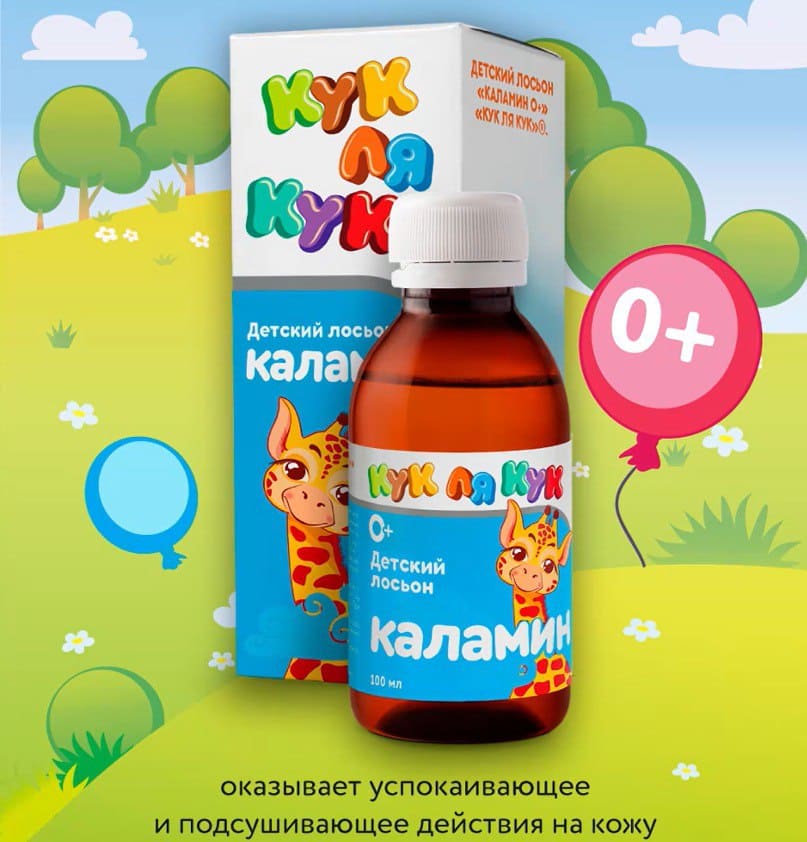 КУК
ЛЯ
КУК
ДЕТСКИЙ ЛОСЬОН
«КАЛАМИН 0+»
«КУК ЛЯ КУК»®.
Детский лосьон
калам
0+
КУК ЛЯ КУК
0+
Детский
лосьон
каламин
100 мл
оказывает успокаивающее
и подсушивающее действия на кожу